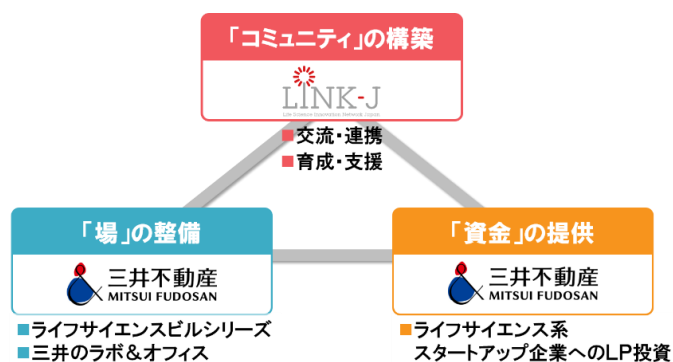 「コミュニティ」の構築
LINK-J
Life Science Innovation Network Japan
■交流・連携
■育成・支援
「場」の整備
三井不動産
MITSUI FUDOSAN
■ライフサイエンスビルシリーズ
■三井のラボ＆オフィス
「資金」の提供
三井不動産
MITSUI FUDOSAN
■ライフサイエンス系
スタートアップ企業へのLP投資